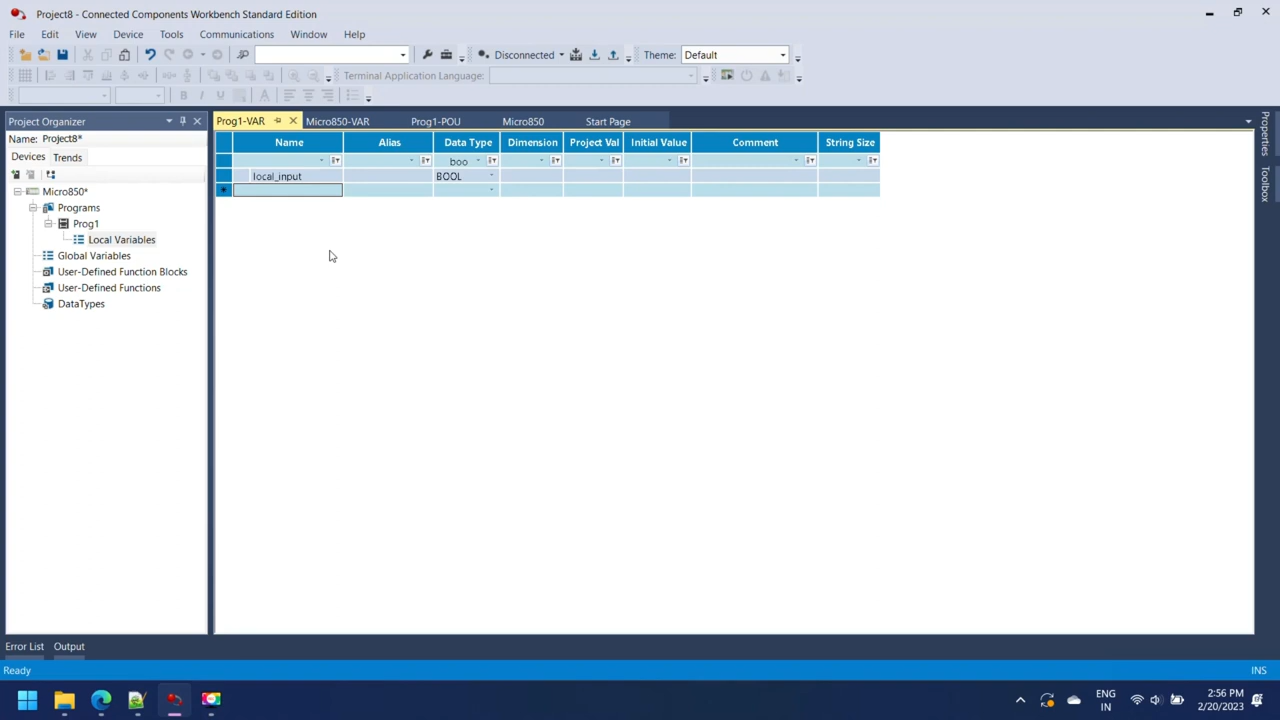 Project8 - Connected Components Workbench Standard Edition
File Edit View Device Tools Communications Window Help
Disconnected Theme: Default
Terminal Application Language:
B I U A
Project Organizer
Name: Project8*
Devices Trends
Micro850*
Programs
Prog1
Local Variables
Global Variables
User-Defined Function Blocks
User-Defined Functions
DataTypes
Prog1-VAR Micro850-VAR Prog1-POU Micro850 Start Page
Name Alias Data Type Dimension Project Val Initial Value Comment String Size
boo
local_input BOOL
*
Properties
Toolbox
Error List Output
Ready INS
ENG 2:56 PM
IN 2/20/2023